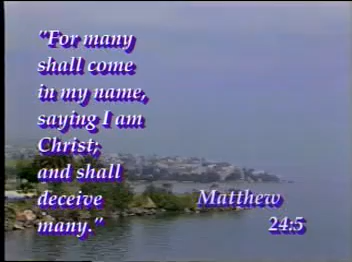 "For many
shall come
in my name,
saying I am
Christ;
and shall
deceive
many."
Matthew
24:5